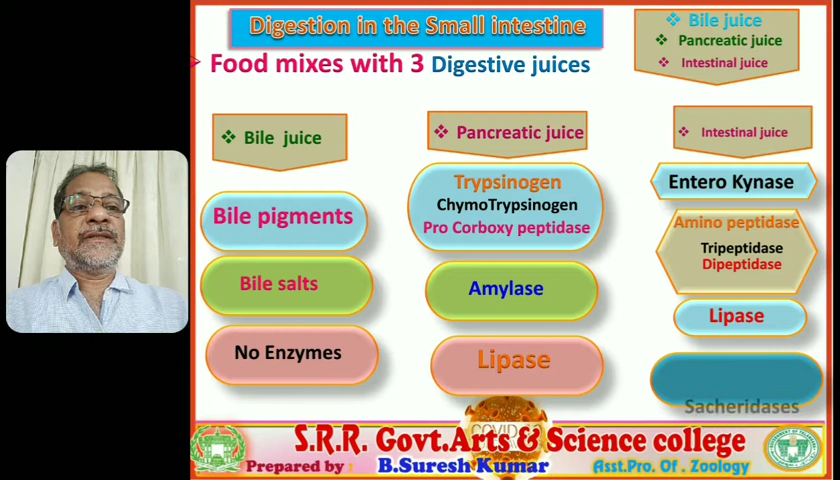 Digestion in the Small intestine
Food mixes with 3 Digestive juices
Bile juice
Pancreatic juice
Intestinal juice
Bile juice
Bile pigments
Bile salts
No Enzymes
Pancreatic juice
Trypsinogen
ChymoTrypsinogen
Pro Corboxy peptidase
Amylase
Lipase
Intestinal juice
Entero Kynase
Amino peptidase
Tripeptidase
Dipeptidase
Lipase
Sacheridases
COVID
S.R.R. Govt.Arts & Science college
Prepared by : B.Suresh Kumar Asst.Pro. Of . Zoology